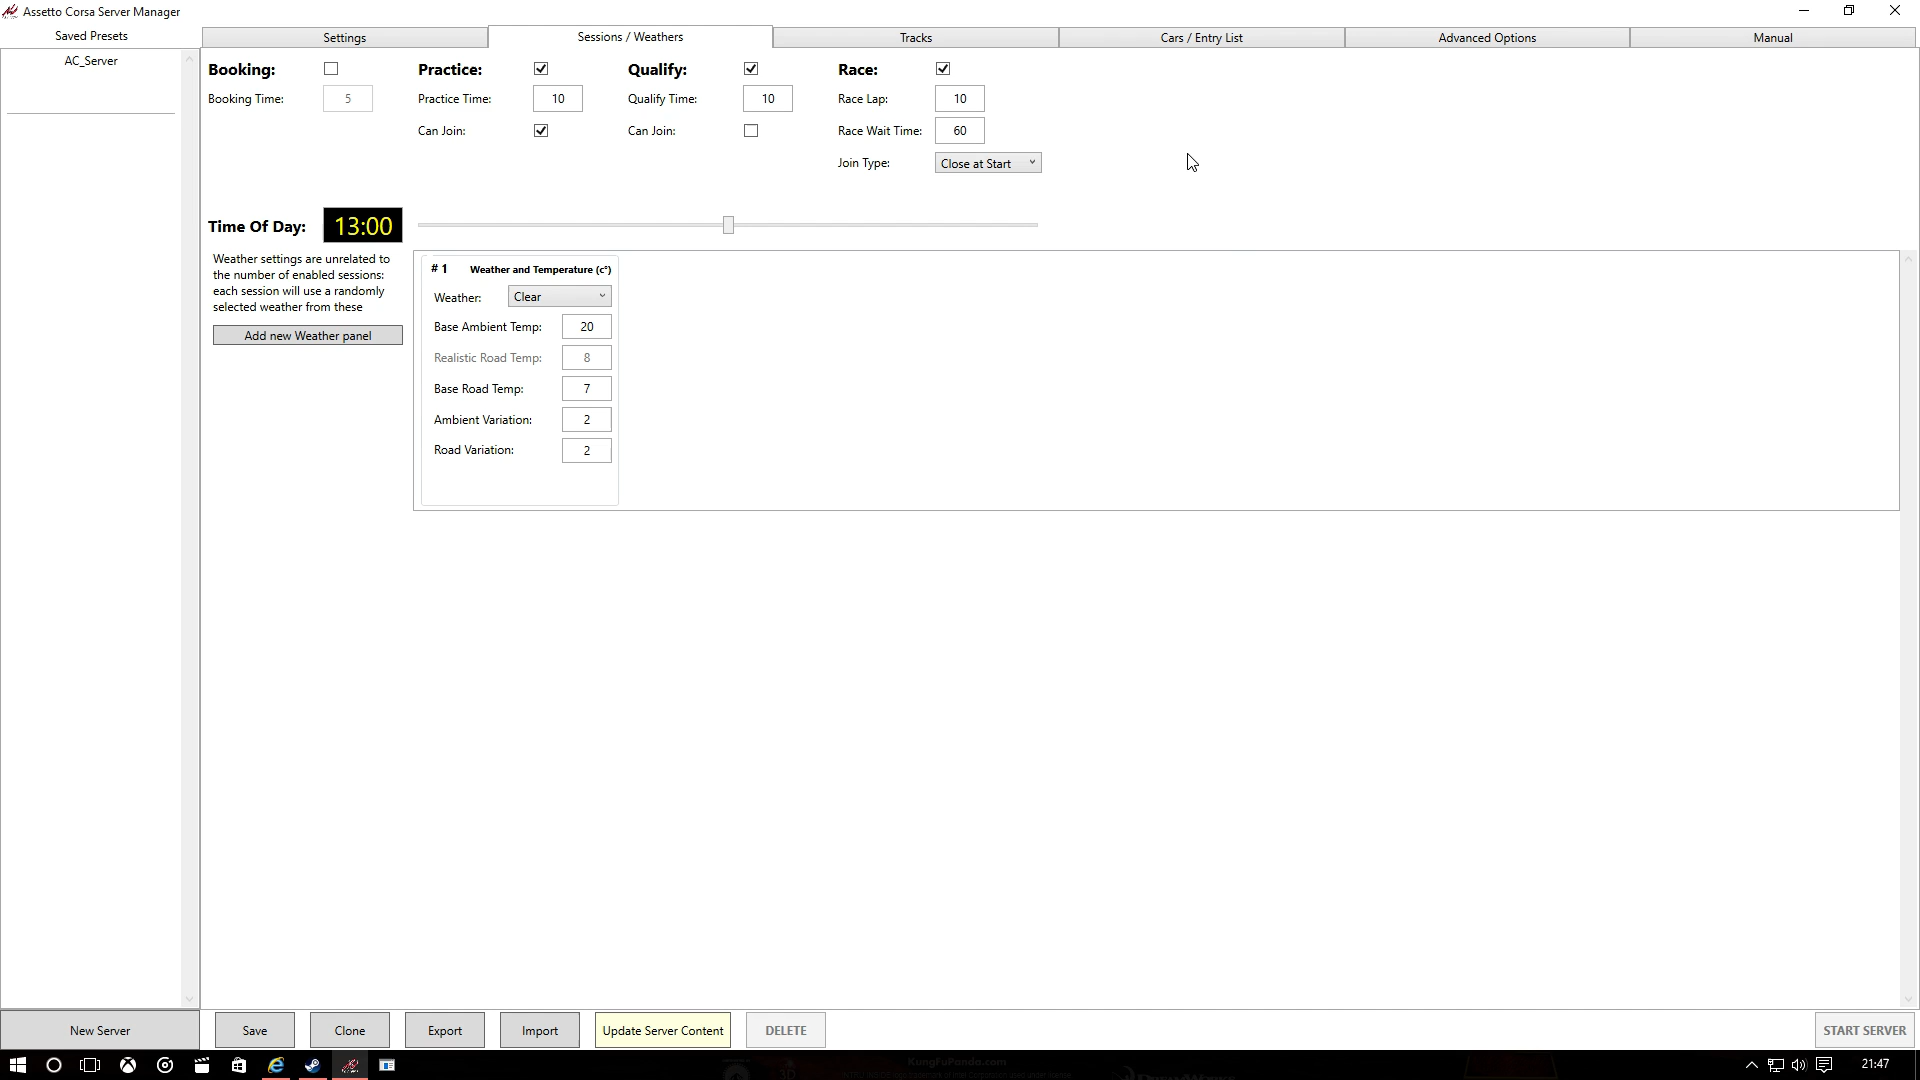 Assetto Corsa Server Manager
Saved Presets
Settings
Sessions / Weathers
Tracks
Cars / Entry List
Advanced Options
Manual
AC_Server
Booking:
Practice:
Qualify:
Race:
Booking Time: 5
Practice Time: 10
Qualify Time: 10
Race Lap: 10
Can Join:
Can Join:
Race Wait Time: 60
Join Type: Close at Start
Time Of Day: 13:00
Weather settings are unrelated to
the number of enabled sessions:
each session will use a randomly
selected weather from these
Add new Weather panel
# 1 Weather and Temperature (c°)
Weather: Clear
Base Ambient Temp: 20
Realistic Road Temp: 8
Base Road Temp: 7
Ambient Variation: 2
Road Variation: 2
New Server
Save
Clone
Export
Import
Update Server Content
DELETE
START SERVER
KungFuPanda.com
3D
21:47